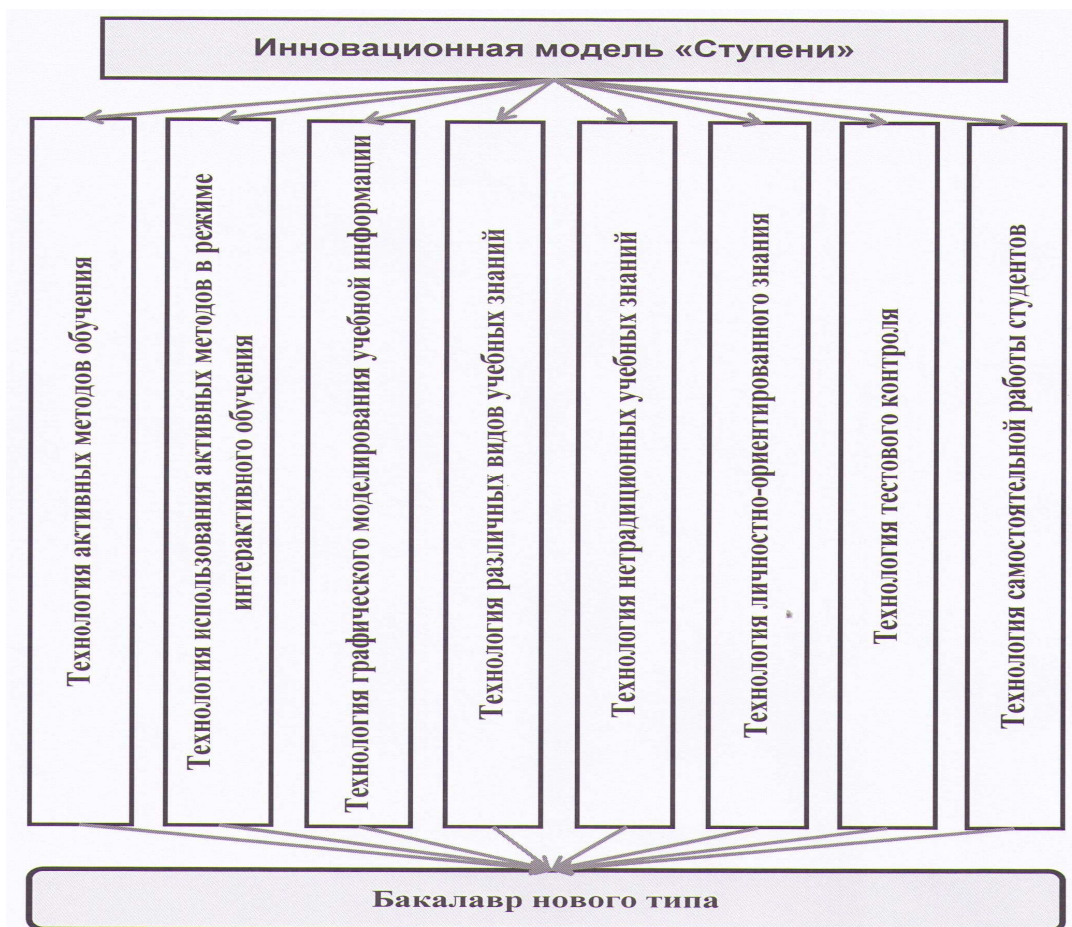 Инновационная модель «Ступени»
Технология активных методов обучения
Технология использования активных методов в режиме
интерактивного обучения
Технология графического моделирования учебной информации
Технология различных видов учебных знаний
Технология нетрадиционных учебных знаний
Технология личностно-ориентированного знания
Технология тестового контроля
Технология самостоятельной работы студентов
Бакалавр нового типа